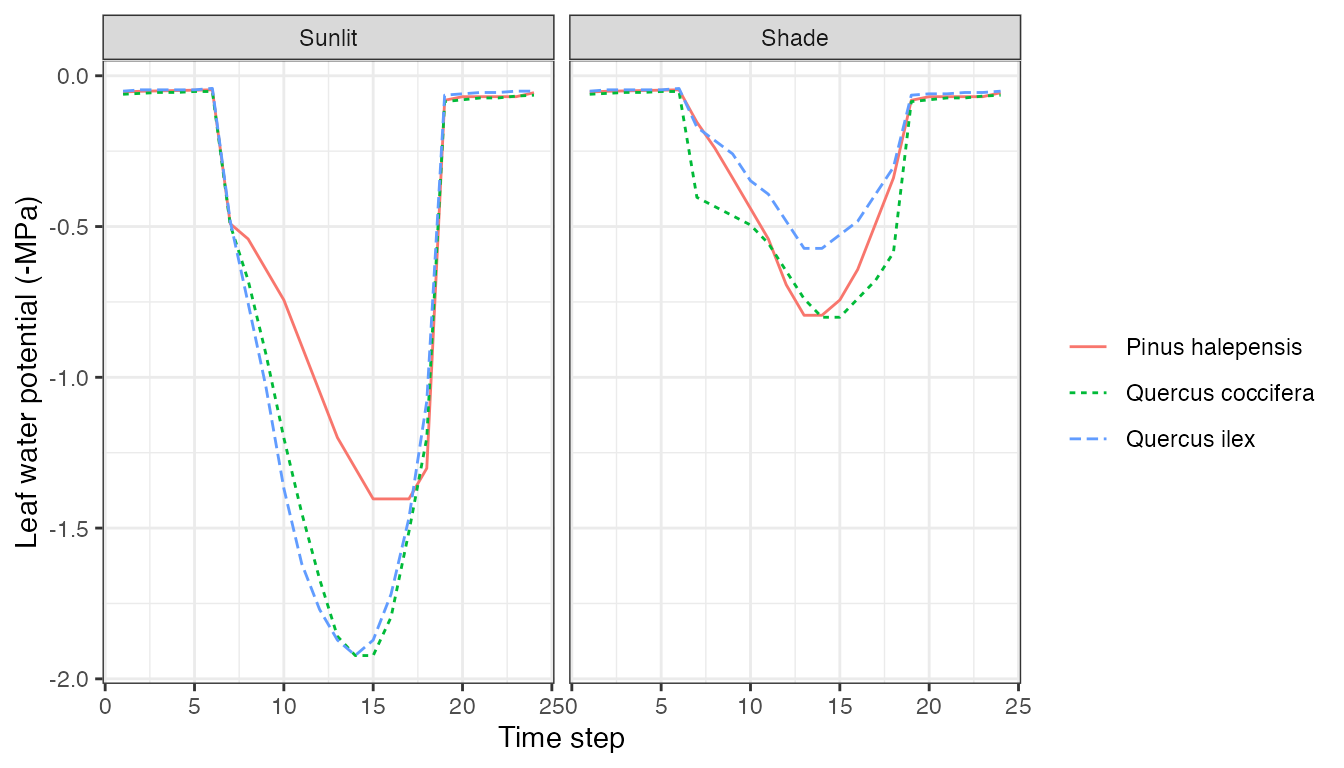 Sunlit Shade
Leaf water potential (-MPa)
0.0
-0.5
-1.0
-1.5
-2.0
0 5 10 15 20 25 0 5 10 15 20 25
Time step
Pinus halepensis
Quercus coccifera
Quercus ilex